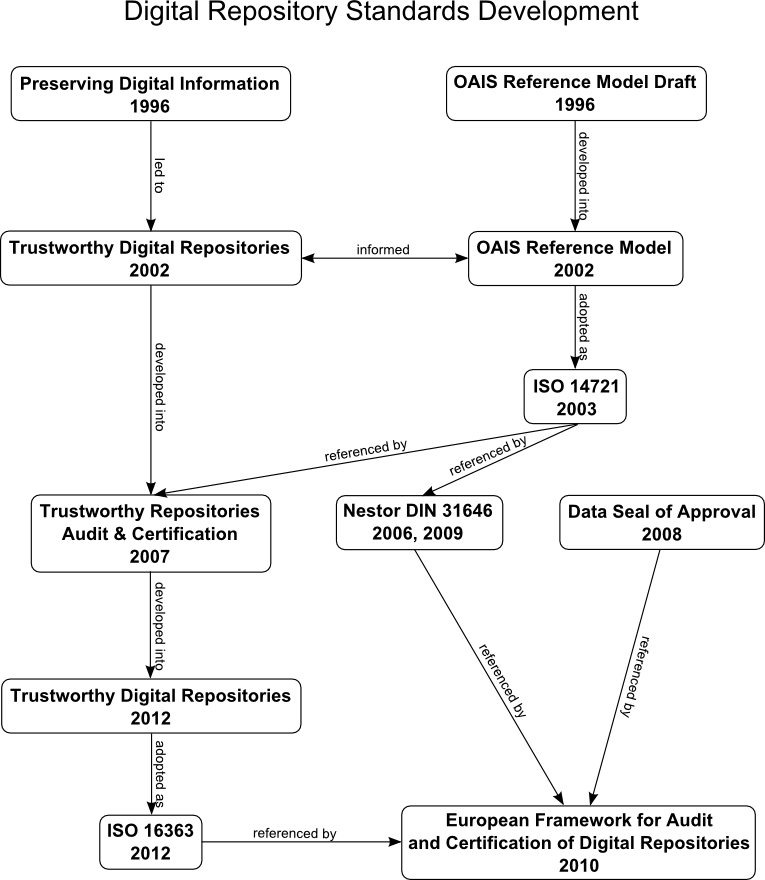 Digital Repository Standards Development
Preserving Digital Information
1996
OAIS Reference Model Draft
1996
led to
developed into
Trustworthy Digital Repositories
2002
informed
OAIS Reference Model
2002
adopted as
developed into
ISO 14721
2003
referenced by
referenced by
Trustworthy Repositories
Audit & Certification
2007
Nestor DIN 31646
2006, 2009
Data Seal of Approval
2008
developed into
referenced by
referenced by
Trustworthy Digital Repositories
2012
adopted as
ISO 16363
2012
referenced by
European Framework for Audit
and Certification of Digital Repositories
2010